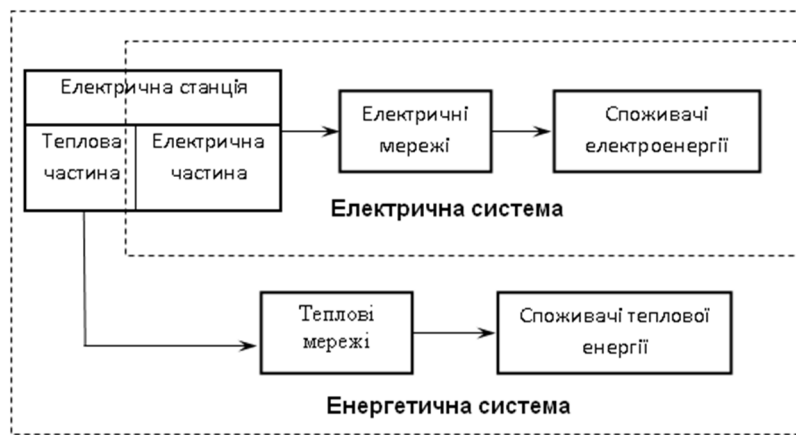 Електрична станція
Теплова
частина
Електрична
частина
Електричні
мережі
Споживачі
електроенергії
Електрична система
Теплові
мережі
Споживачі теплової
енергії
Енергетична система